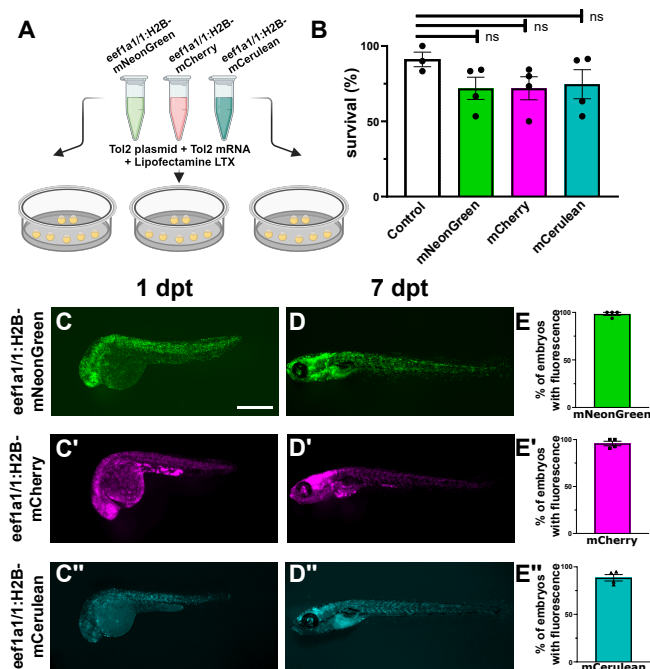 A
eef1a1/1:H2B-
mNeonGreen
eef1a1/1:H2B-
mCherry
eef1a1/1:H2B-
mCerulean
Tol2 plasmid + Tol2 mRNA
+ Lipofectamine LTX
B
ns
ns
ns
survival (%)
100
50
0
Control
mNeonGreen
mCherry
mCerulean
1 dpt
7 dpt
eef1a1/1:H2B-
mNeonGreen
C
D
E
% of embryos
with fluorescence
100
50
0
mNeonGreen
eef1a1/1:H2B-
mCherry
C'
D'
E'
% of embryos
with fluorescence
100
50
0
mCherry
eef1a1/1:H2B-
mCerulean
C"
D"
E"
% of embryos
with fluorescence
100
50
0
mCerulean